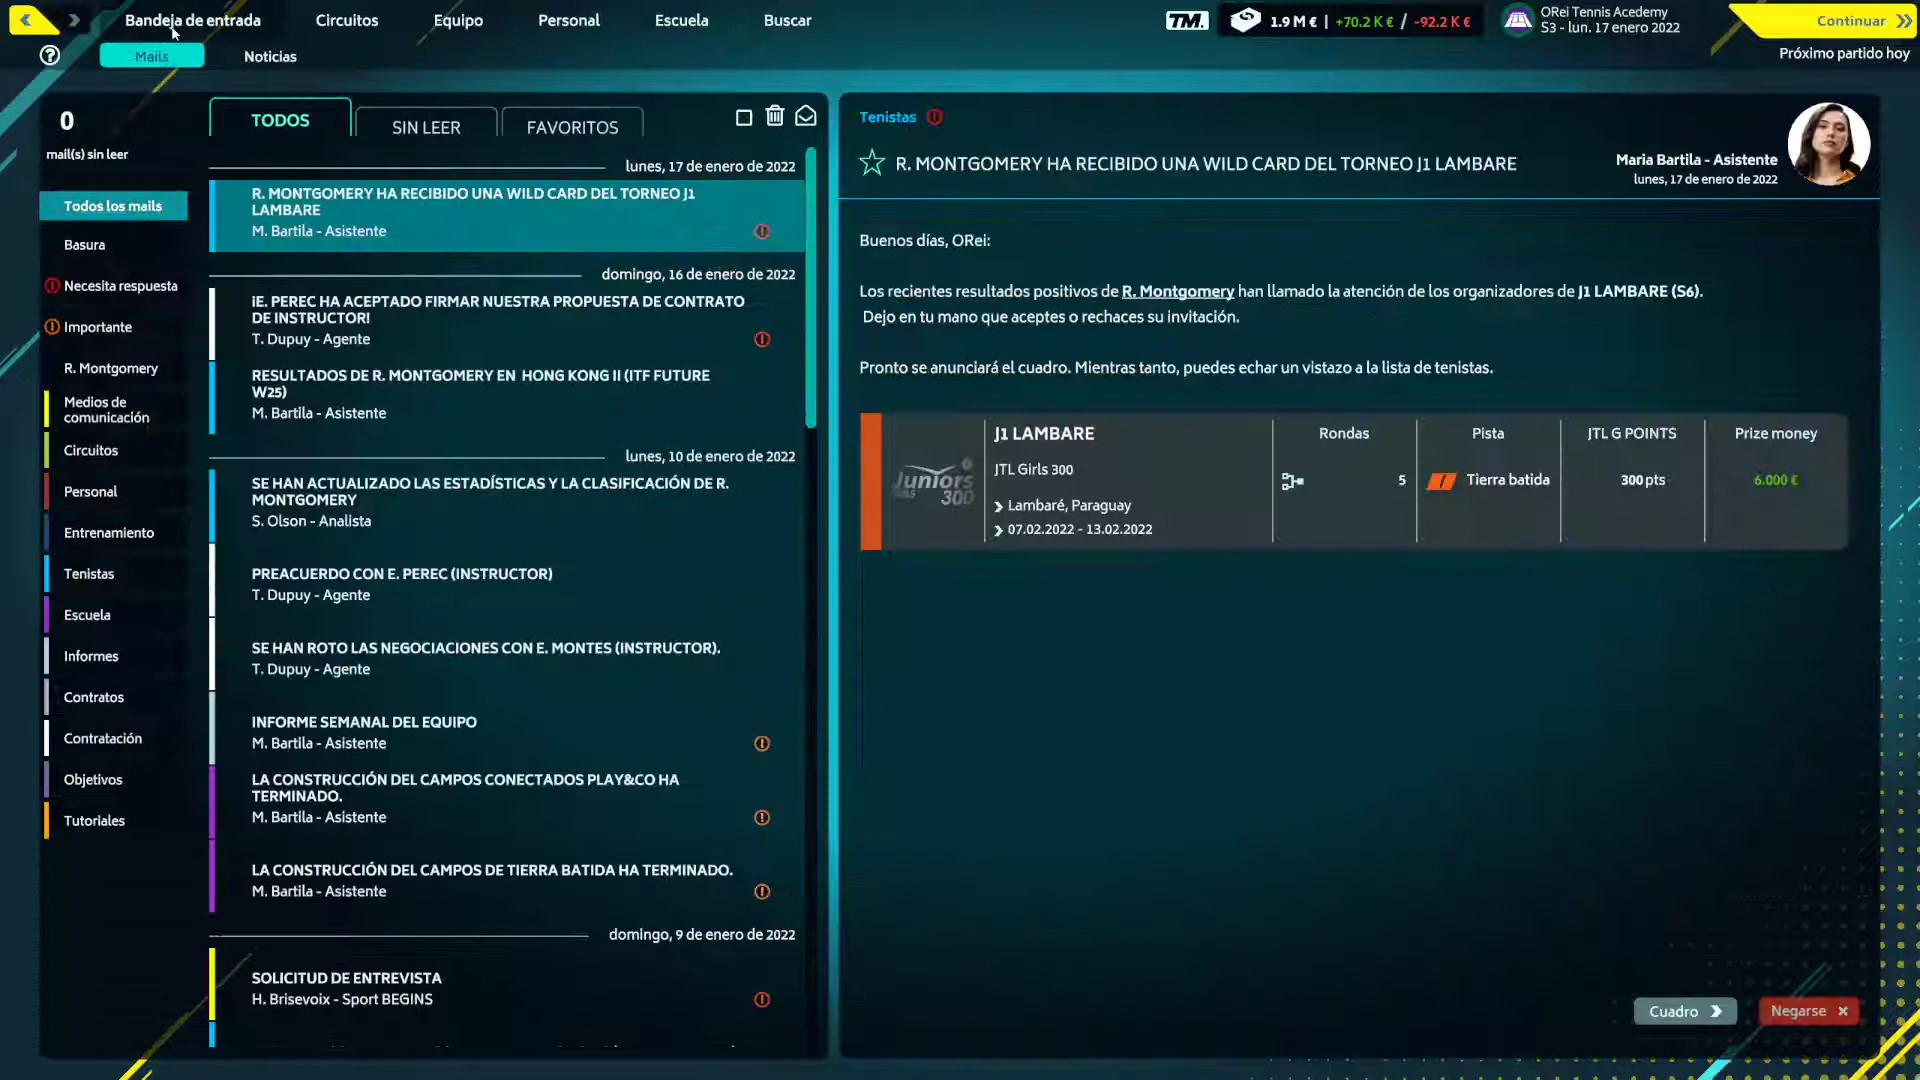 Bandeja de entrada
Circuitos
Equipo
Personal
Escuela
Buscar
TM.
1.9 M € | +70.2 K € / -92.2 K €
ORei Tennis Acedemy
S3 - lun. 17 enero 2022
Continuar
Próximo partido hoy
Mails
Noticias
0
mail(s) sin leer
Todos los mails
Basura
Necesita respuesta
Importante
R. Montgomery
Medios de
comunicación
Circuitos
Personal
Entrenamiento
Tenistas
Escuela
Informes
Contratos
Contratación
Objetivos
Tutoriales
TODOS
SIN LEER
FAVORITOS
lunes, 17 de enero de 2022
R. MONTGOMERY HA RECIBIDO UNA WILD CARD DEL TORNEO J1
LAMBARE
M. Bartila - Asistente
domingo, 16 de enero de 2022
¡E. PEREC HA ACEPTADO FIRMAR NUESTRA PROPUESTA DE CONTRATO
DE INSTRUCTOR!
T. Dupuy - Agente
RESULTADOS DE R. MONTGOMERY EN HONG KONG II (ITF FUTURE
W25)
M. Bartila - Asistente
lunes, 10 de enero de 2022
SE HAN ACTUALIZADO LAS ESTADÍSTICAS Y LA CLASIFICACIÓN DE R.
MONTGOMERY
S. Olson - Analista
PREACUERDO CON E. PEREC (INSTRUCTOR)
T. Dupuy - Agente
SE HAN ROTO LAS NEGOCIACIONES CON E. MONTES (INSTRUCTOR).
T. Dupuy - Agente
INFORME SEMANAL DEL EQUIPO
M. Bartila - Asistente
LA CONSTRUCCIÓN DEL CAMPOS CONECTADOS PLAY&CO HA
TERMINADO.
M. Bartila - Asistente
LA CONSTRUCCIÓN DEL CAMPOS DE TIERRA BATIDA HA TERMINADO.
M. Bartila - Asistente
domingo, 9 de enero de 2022
SOLICITUD DE ENTREVISTA
H. Brisevoix - Sport BEGINS
Tenistas
R. MONTGOMERY HA RECIBIDO UNA WILD CARD DEL TORNEO J1 LAMBARE
Maria Bartila - Asistente
lunes, 17 de enero de 2022
Buenos días, ORei:
Los recientes resultados positivos de R. Montgomery han llamado la atención de los organizadores de J1 LAMBARE (S6).
Dejo en tu mano que aceptes o rechaces su invitación.
Pronto se anunciará el cuadro. Mientras tanto, puedes echar un vistazo a la lista de tenistas.
Juniors
300
J1 LAMBARE
JTL Girls 300
Lambaré, Paraguay
07.02.2022 - 13.02.2022
Rondas
5
Pista
Tierra batida
JTL G POINTS
300 pts
Prize money
6.000 €
Cuadro
Negarse